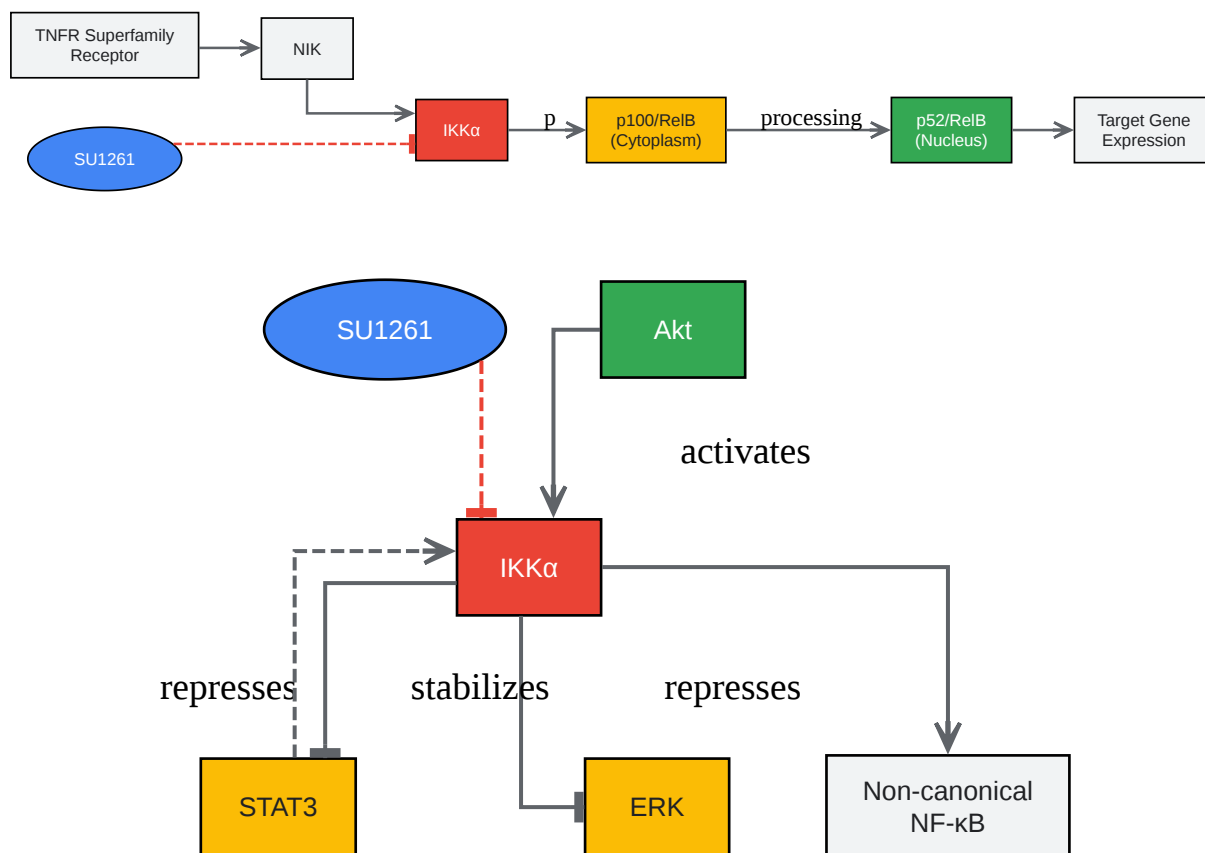 TNFR Superfamily
Receptor
NIK
SU1261
IKKα
p
p100/RelB
(Cytoplasm)
processing
p52/RelB
(Nucleus)
Target Gene
Expression
SU1261
Akt
activates
IKKα
represses
stabilizes
represses
STAT3
ERK
Non-canonical
NF-κB